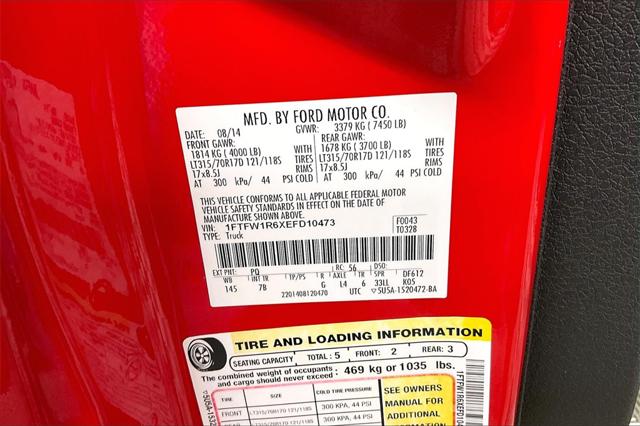 MFD. BY FORD MOTOR CO.
DATE: 08/14 GVWR: 3379 KG ( 7450 LB)
FRONT GAWR: REAR GAWR:
1814 KG ( 4000 LB) WITH 1678 KG ( 3700 LB) WITH
LT315/70R17D 121/118S TIRES LT315/70R17D 121/118S TIRES
17x8.5J RIMS 17x8.5J RIMS
AT 300 kPa/ 44 PSI COLD AT 300 kPa/ 44 PSI COLD
THIS VEHICLE CONFORMS TO ALL APPLICABLE FEDERAL MOTOR
VEHICLE SAFETY STANDARDS IN EFFECT ON THE DATE OF MANUFACTURE
SHOWN ABOVE.
VIN: 1FTFW1R6XEFD10473 F0043
TYPE: Truck T0328
EXT PNT: PQ RC: 56 DSO:
WB INT TR TP/PS R AXLE TR SPR DF612
145 7B G L4 6 33LL K05
2201408120470 UTC ▽5U5A-1520472-BA
TIRE AND LOADING INFORMATION
SEATING CAPACITY TOTAL: 5 FRONT: 2 REAR: 3
The combined weight of occupants and cargo should never exceed: 469 kg or 1035 lbs.
TIRE SIZE COLD TIRE PRESSURE SEE OWNERS
FRONT LT315/70R17D 121/118S 300 KPA, 44 PSI MANUAL FOR
300 KPA, 44 PSI ADDITIONAL